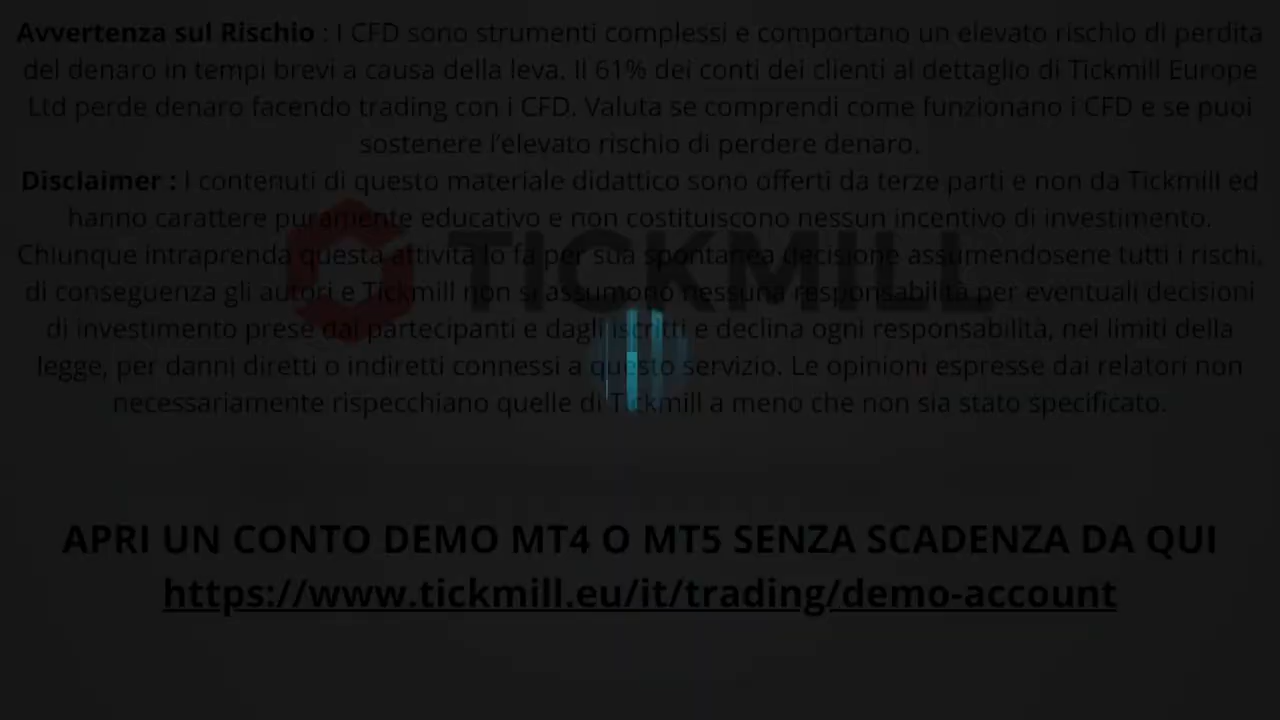 Avvertenza sul Rischio : I CFD sono strumenti complessi e comportano un elevato rischio di perdita
del denaro in tempi brevi a causa della leva. Il 61% dei conti dei clienti al dettaglio di Tickmill Europe
Ltd perde denaro facendo trading con i CFD. Valuta se comprendi come funzionano i CFD e se puoi
sostenere l'elevato rischio di perdere denaro.
Disclaimer : I contenuti di questo materiale didattico sono offerti da terze parti e non da Tickmill ed
hanno carattere puramente educativo e non costituiscono nessun incentivo di investimento.
Chiunque intraprenda questa attività lo fa per sua spontanea decisione assumendosene tutti i rischi,
TICKMILL
di conseguenza gli autori e Tickmill non si assumono nessuna responsabilità per eventuali decisioni
di investimento prese dai partecipanti e dagli iscritti e declina ogni responsabilità, nei limiti della
legge, per danni diretti o indiretti connessi a questo servizio. Le opinioni espresse dai relatori non
necessariamente rispecchiano quelle di Tickmill a meno che non sia stato specificato.
APRI UN CONTO DEMO MT4 O MT5 SENZA SCADENZA DA QUI
https://www.tickmill.eu/it/trading/demo-account